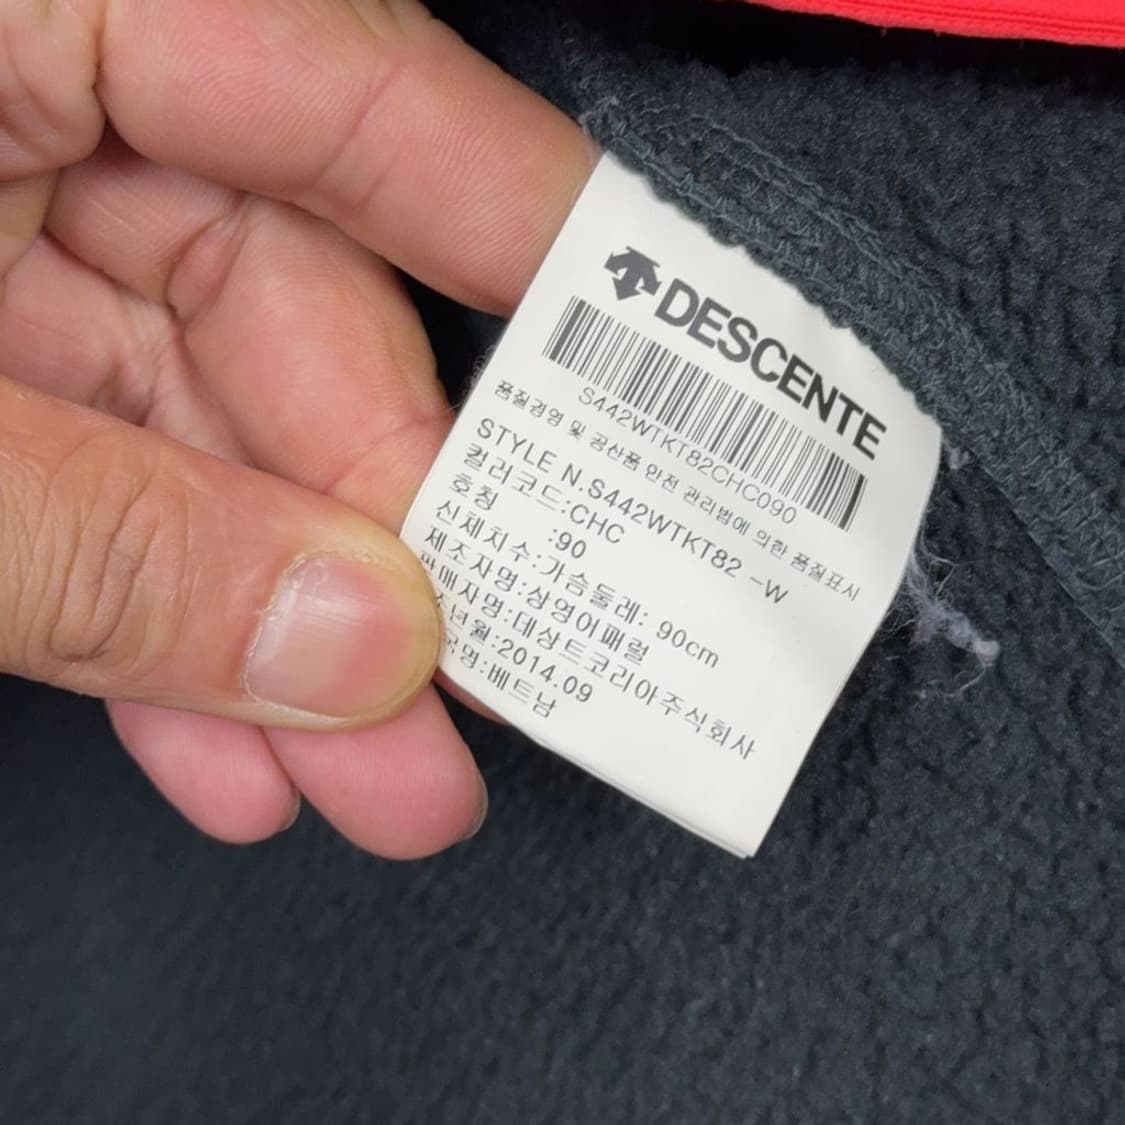 DESCENTE
S442WTKT82CHC090
품질경영 및 공산품 안전 관리법에 의한 품질표시
STYLE N.S442WTKT82 -W
컬러코드:CHC
호칭 :90
신체치수:가슴둘레: 90cm
제조자명:상영어패럴
판매자명:데상트코리아주식회사
:2014.09
:베트남